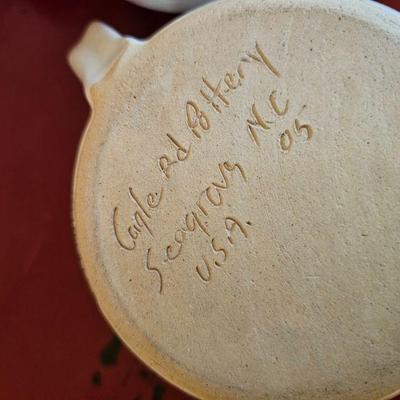 Cagle Rd Pottery
Seagrove N.C
05
U.S.A.